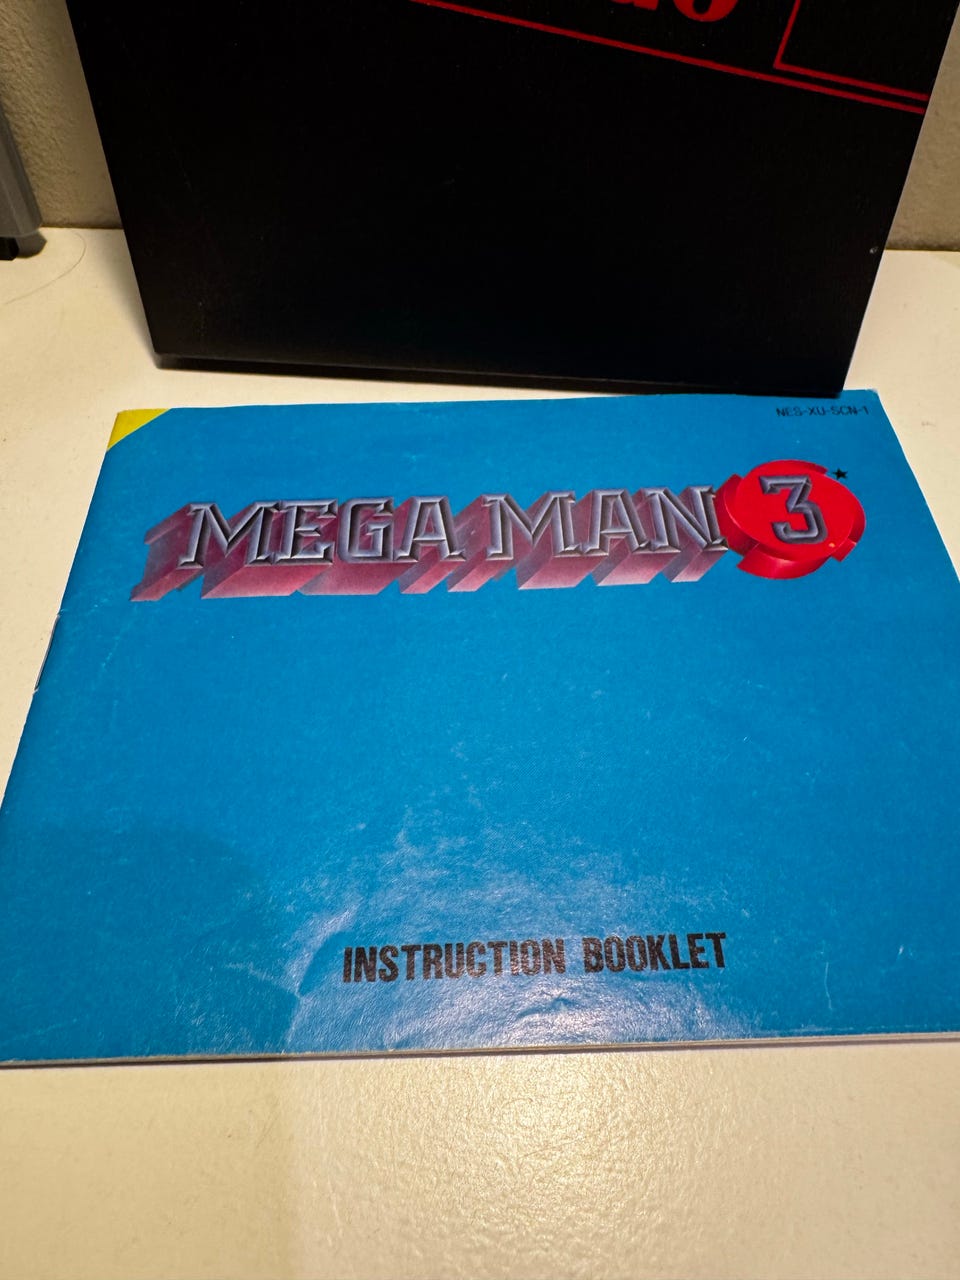 NES-XU-SCN-1
MEGA MAN 3
INSTRUCTION BOOKLET